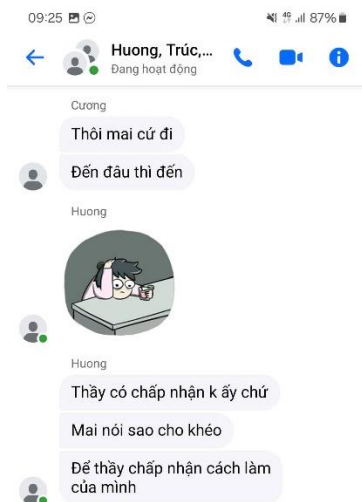 09:25
4G
87%
Huong, Trúc,...
Đang hoạt động
Cương
Thôi mai cứ đi
Đến đâu thì đến
Huong
Huong
Thầy có chấp nhận k ấy chứ
Mai nói sao cho khéo
Để thầy chấp nhận cách làm
của mình